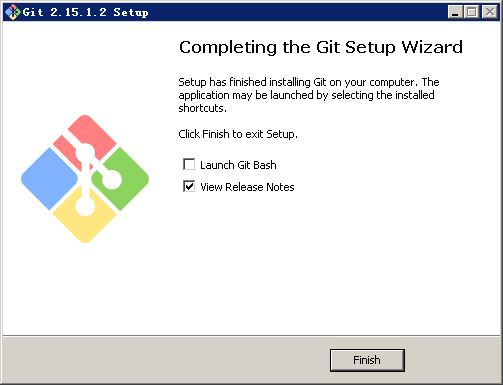 Git 2.15.1.2 Setup
Completing the Git Setup Wizard
Setup has finished installing Git on your computer. The
application may be launched by selecting the installed
shortcuts.
Click Finish to exit Setup.
Launch Git Bash
View Release Notes
Finish